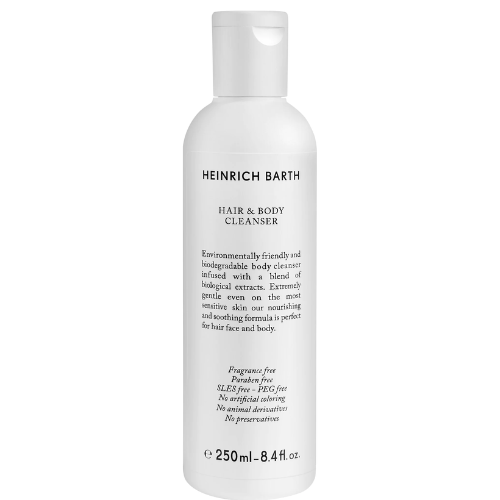 HEINRICH BARTH
HAIR & BODY
CLEANSER
Environmentally friendly and
biodegradable body cleanser
infused with a blend of
biological extracts. Extremely
gentle even on the most
sensitive skin our nourishing
and soothing formula is perfect
for hair face and body.
Fragrance free
Paraben free
SLES free - PEG free
No artificial coloring
No animal derivatives
No preservatives
℮ 250ml-8.4fl.oz.